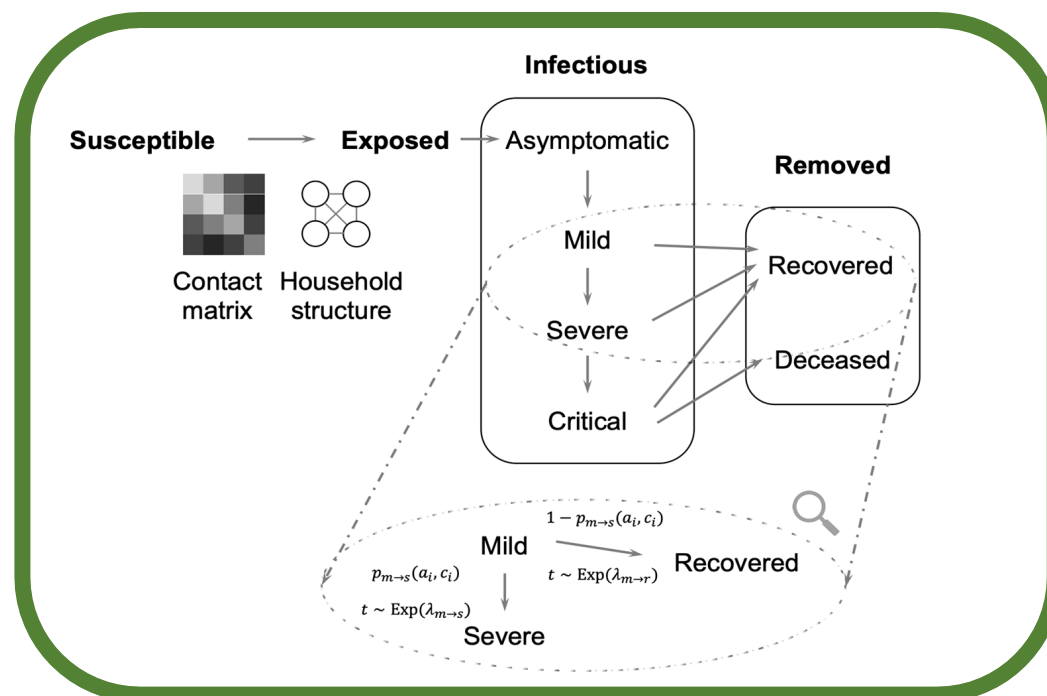 Infectious
Susceptible
Exposed
Asymptomatic
Removed
Mild
Recovered
Contact
matrix
Household
structure
Severe
Deceased
Critical
1 − p_{m→s}(a_i, c_i)
Mild
Recovered
p_{m→s}(a_i, c_i)
t ~ Exp(λ_{m→r})
t ~ Exp(λ_{m→s})
Severe